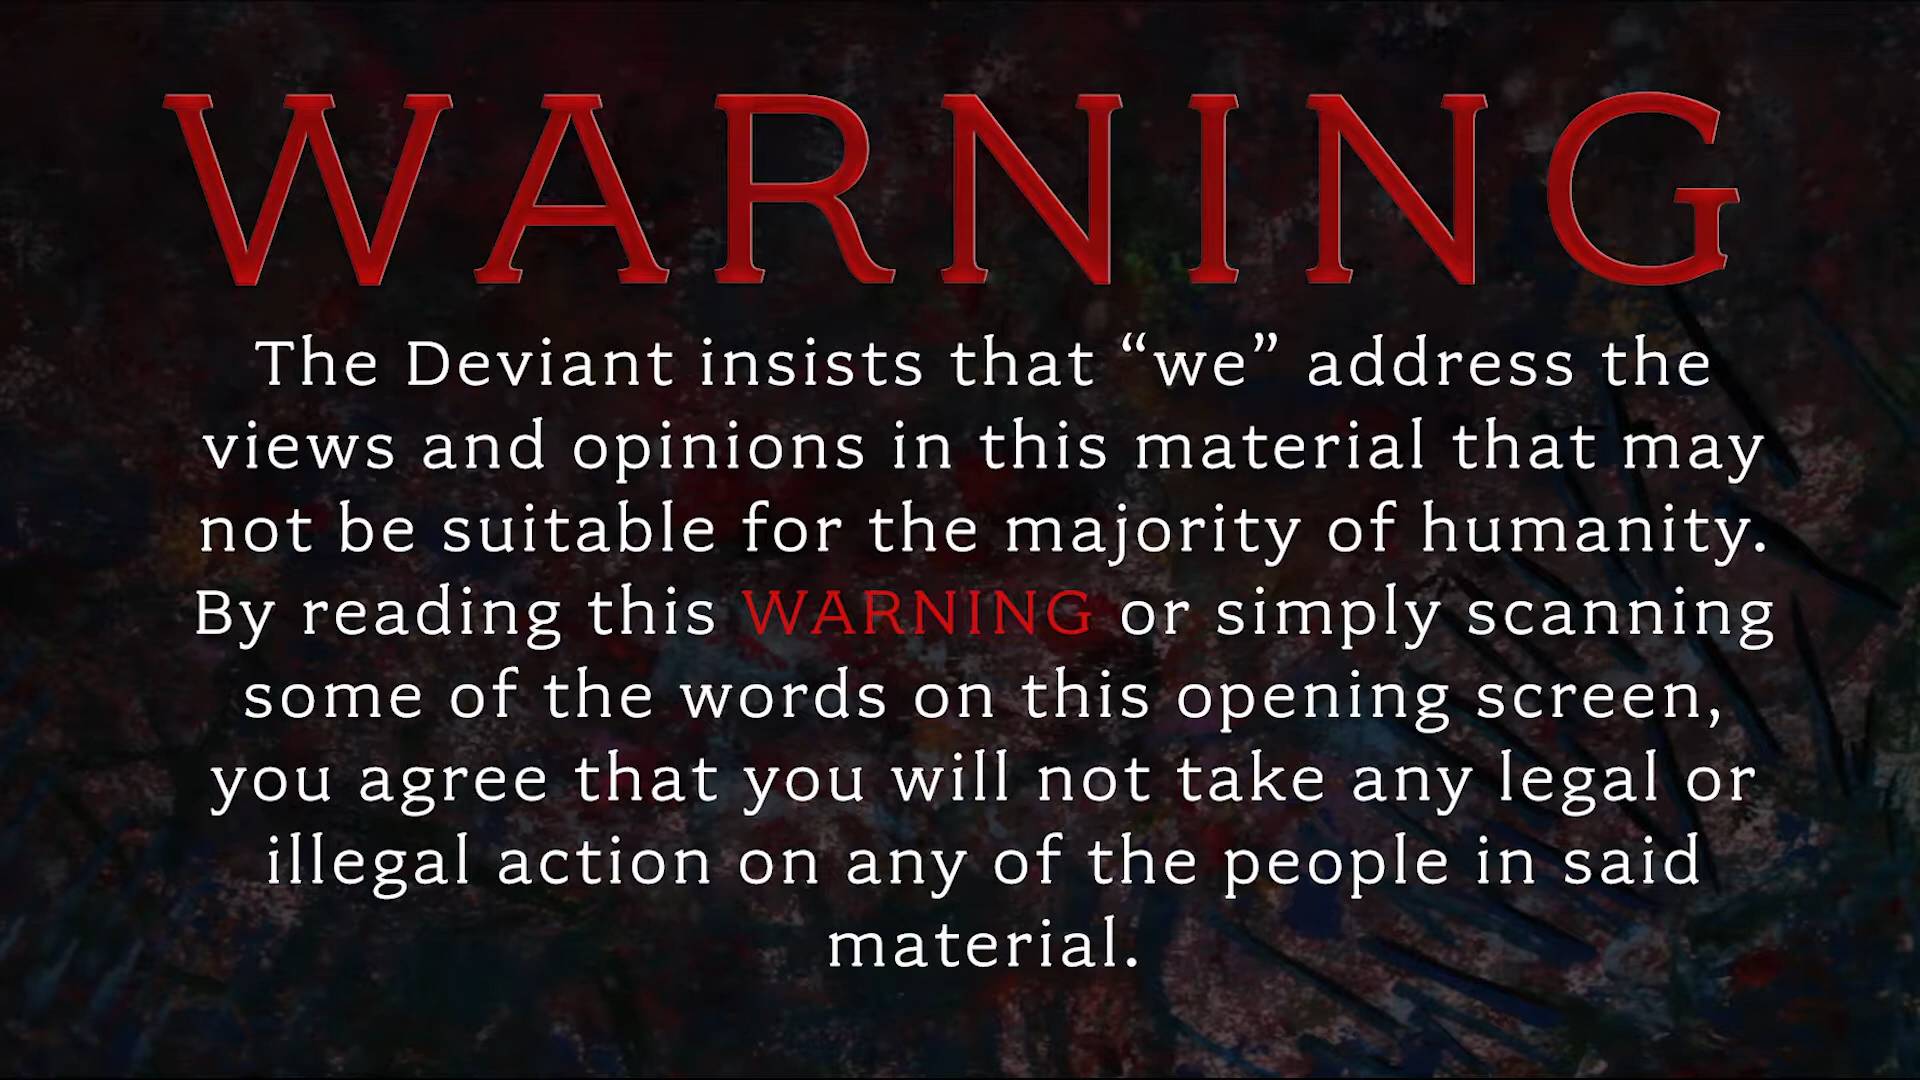 WARNING
The Deviant insists that “we” address the
views and opinions in this material that may
not be suitable for the majority of humanity.
By reading this WARNING or simply scanning
some of the words on this opening screen,
you agree that you will not take any legal or
illegal action on any of the people in said
material.